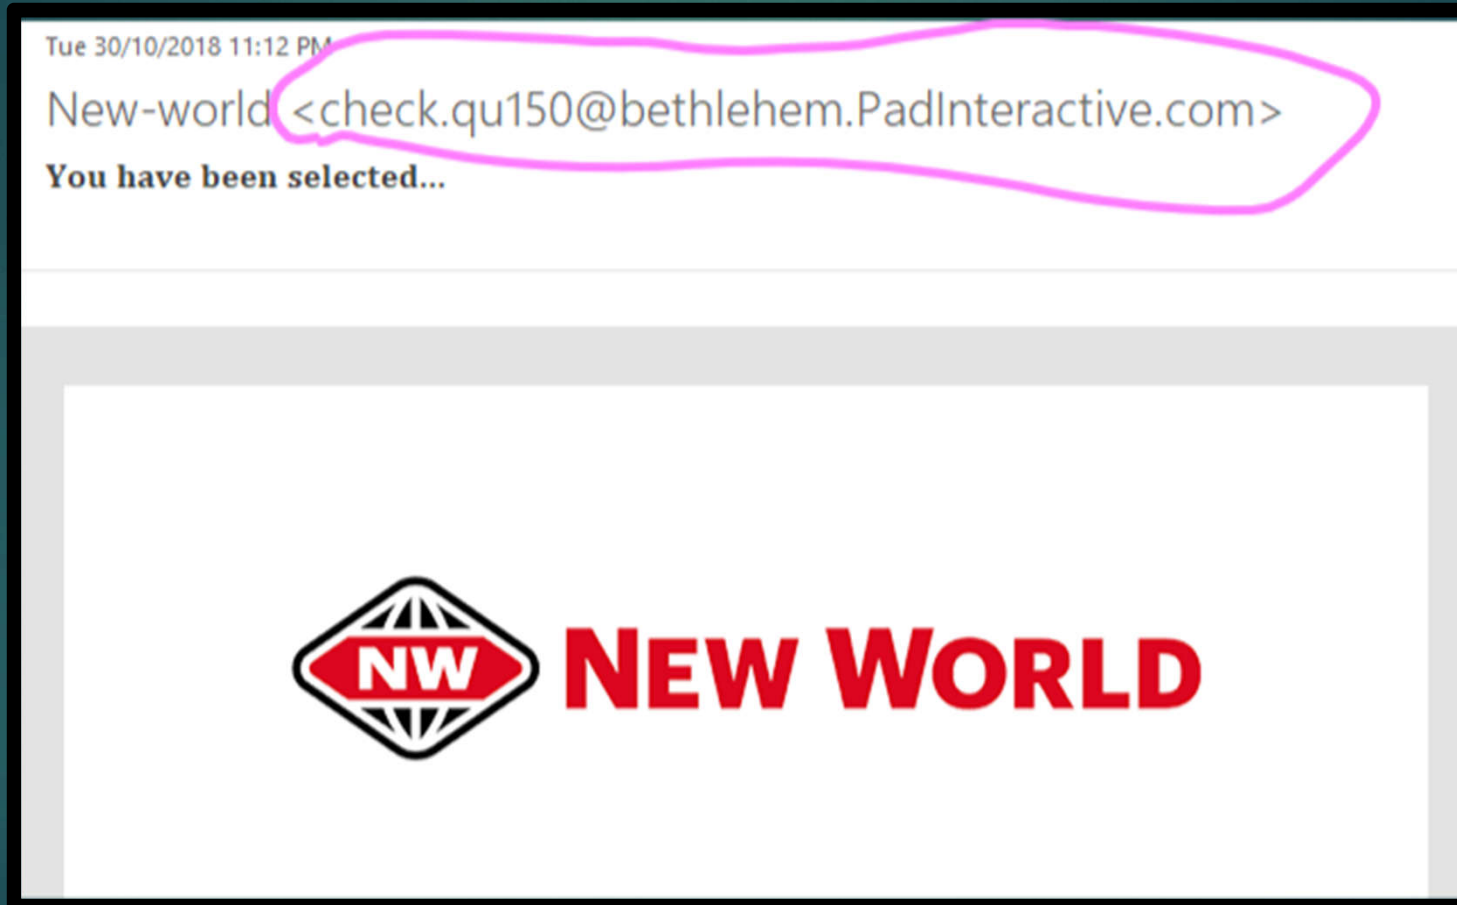 Tue 30/10/2018 11:12 PM
New-world <check.qu150@bethlehem.PadInteractive.com>
You have been selected...
NW NEW WORLD